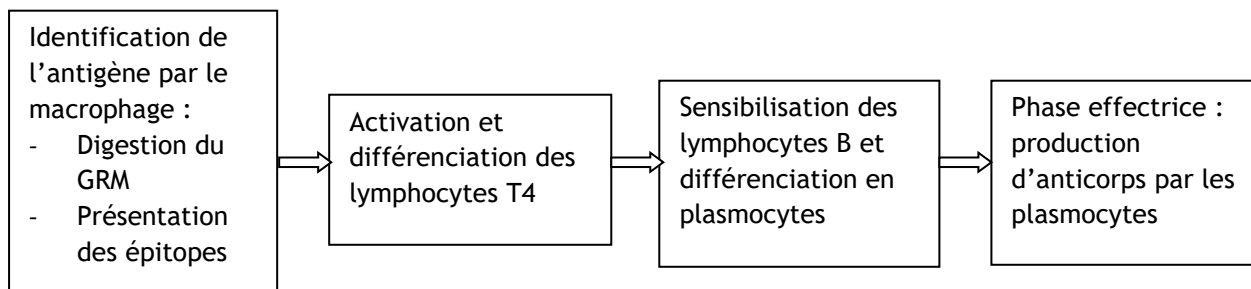 Identification de
l’antigène par le
macrophage :
- Digestion du
GRM
- Présentation
des épitopes
Activation et
différenciation des
lymphocytes T4
Sensibilisation des
lymphocytes B et
différenciation en
plasmocytes
Phase effectrice :
production
d’anticorps par les
plasmocytes